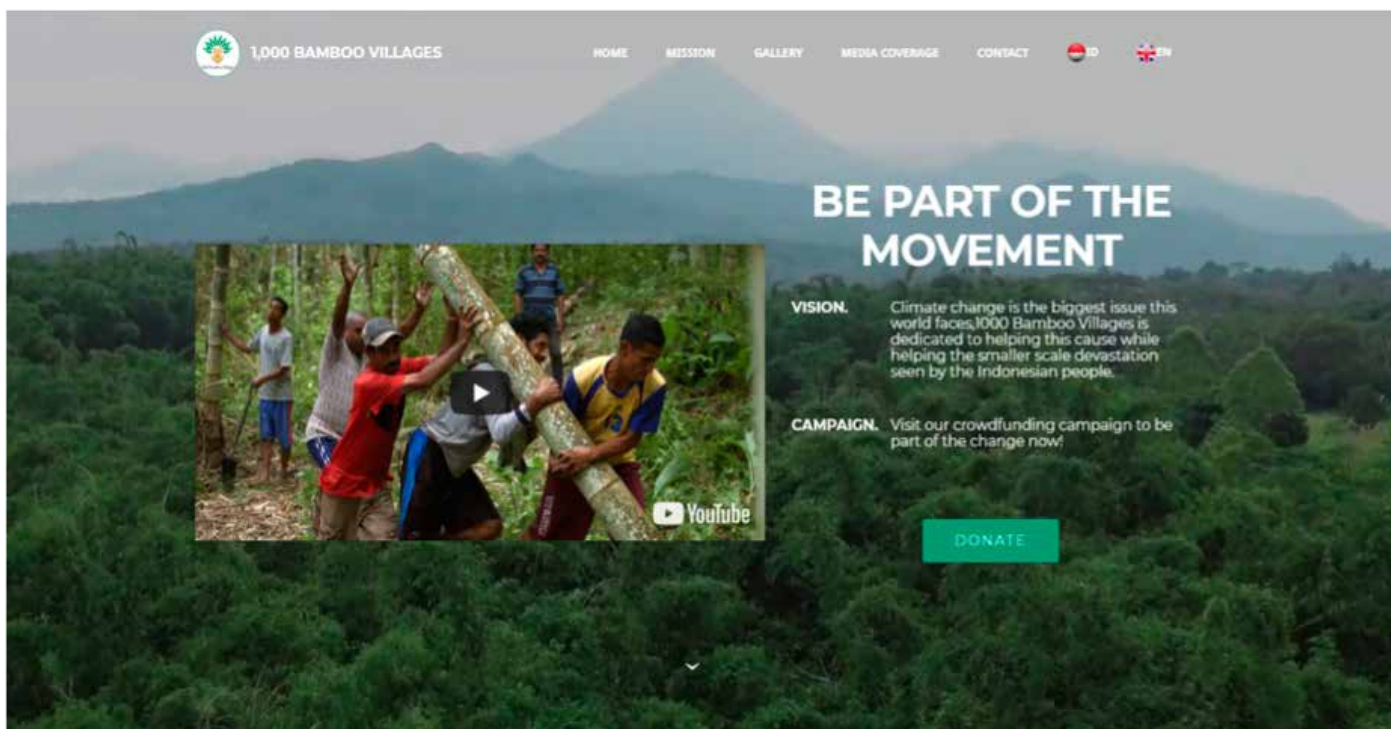 1,000 BAMBOO VILLAGES
HOME MISSION GALLERY MEDIA COVERAGE CONTACT ID EN
BE PART OF THE
MOVEMENT
VISION. Climate change is the biggest issue this
world faces,1000 Bamboo Villages is
dedicated to helping this cause while
helping the smaller scale devastation
seen by the Indonesian people.
CAMPAIGN. Visit our crowdfunding campaign to be
part of the change now!
YouTube
DONATE